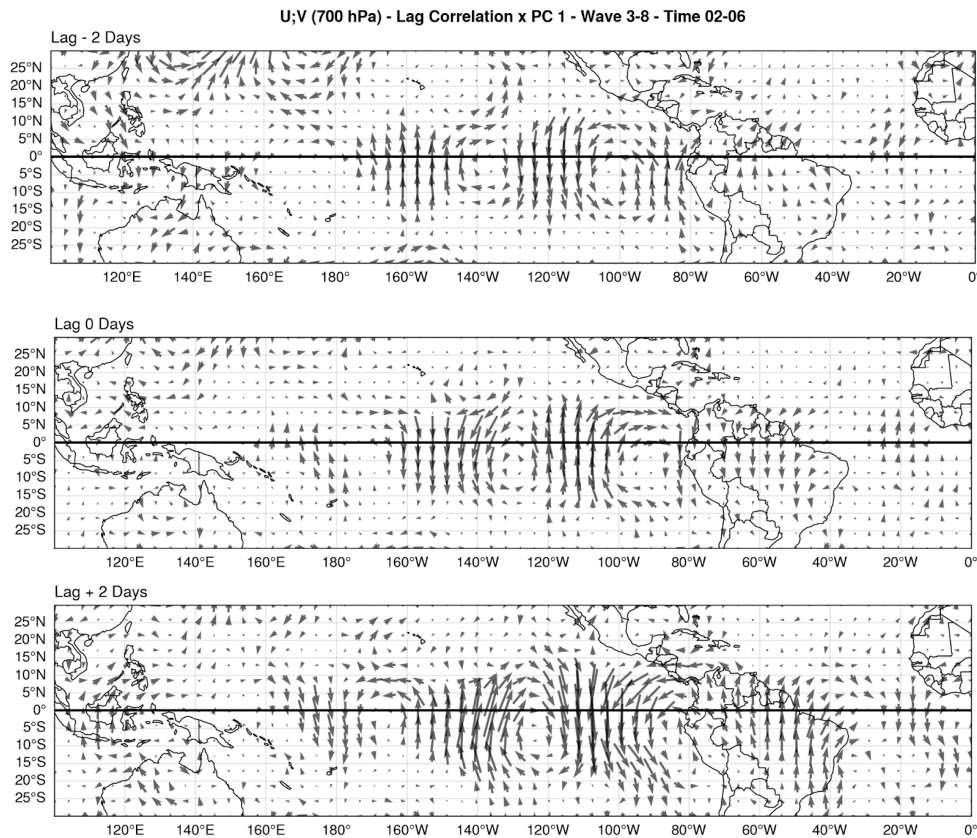 U;V (700 hPa) - Lag Correlation x PC 1 - Wave 3-8 - Time 02-06
Lag - 2 Days
25°N
20°N
15°N
10°N
5°N
0°
5°S
10°S
15°S
20°S
25°S
120°E 140°E 160°E 180° 160°W 140°W 120°W 100°W 80°W 60°W 40°W 20°W 0°
Lag 0 Days
25°N
20°N
15°N
10°N
5°N
0°
5°S
10°S
15°S
20°S
25°S
120°E 140°E 160°E 180° 160°W 140°W 120°W 100°W 80°W 60°W 40°W 20°W 0°
Lag + 2 Days
25°N
20°N
15°N
10°N
5°N
0°
5°S
10°S
15°S
20°S
25°S
120°E 140°E 160°E 180° 160°W 140°W 120°W 100°W 80°W 60°W 40°W 20°W 0°